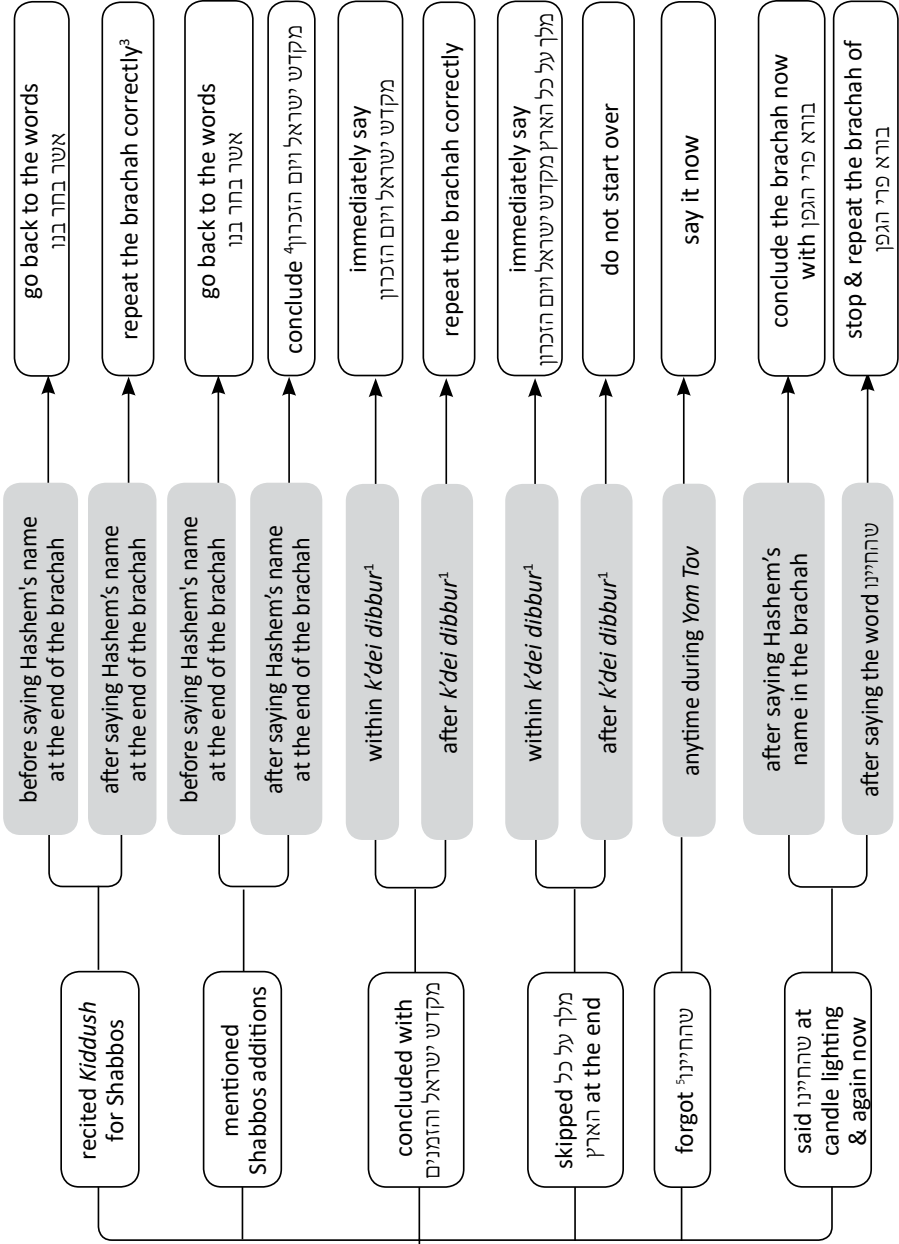 recited Kiddush
for Shabbos
before saying Hashem's name
at the end of the brachah
go back to the words
אשר בחר בנו
after saying Hashem's name
at the end of the brachah
repeat the brachah correctly³
mentioned
Shabbos additions
before saying Hashem's name
at the end of the brachah
go back to the words
אשר בחר בנו
after saying Hashem's name
at the end of the brachah
conclude ⁴מקדש ישראל ויום הזכרון
concluded with
מקדש ישראל והזמנים
within k'dei dibbur¹
immediately say
מקדש ישראל ויום הזכרון
after k'dei dibbur¹
repeat the brachah correctly
skipped מלך על כל
הארץ at the end
within k'dei dibbur¹
immediately say
מלך על כל הארץ מקדש ישראל ויום הזכרון
after k'dei dibbur¹
do not start over
forgot ⁵שהחיינו
anytime during Yom Tov
say it now
said שהחיינו at
candle lighting
& again now
after saying Hashem's
name in the brachah
conclude the brachah now
with בורא פרי הגפן
after saying the word שהחיינו
stop & repeat the brachah of
בורא פרי הגפן